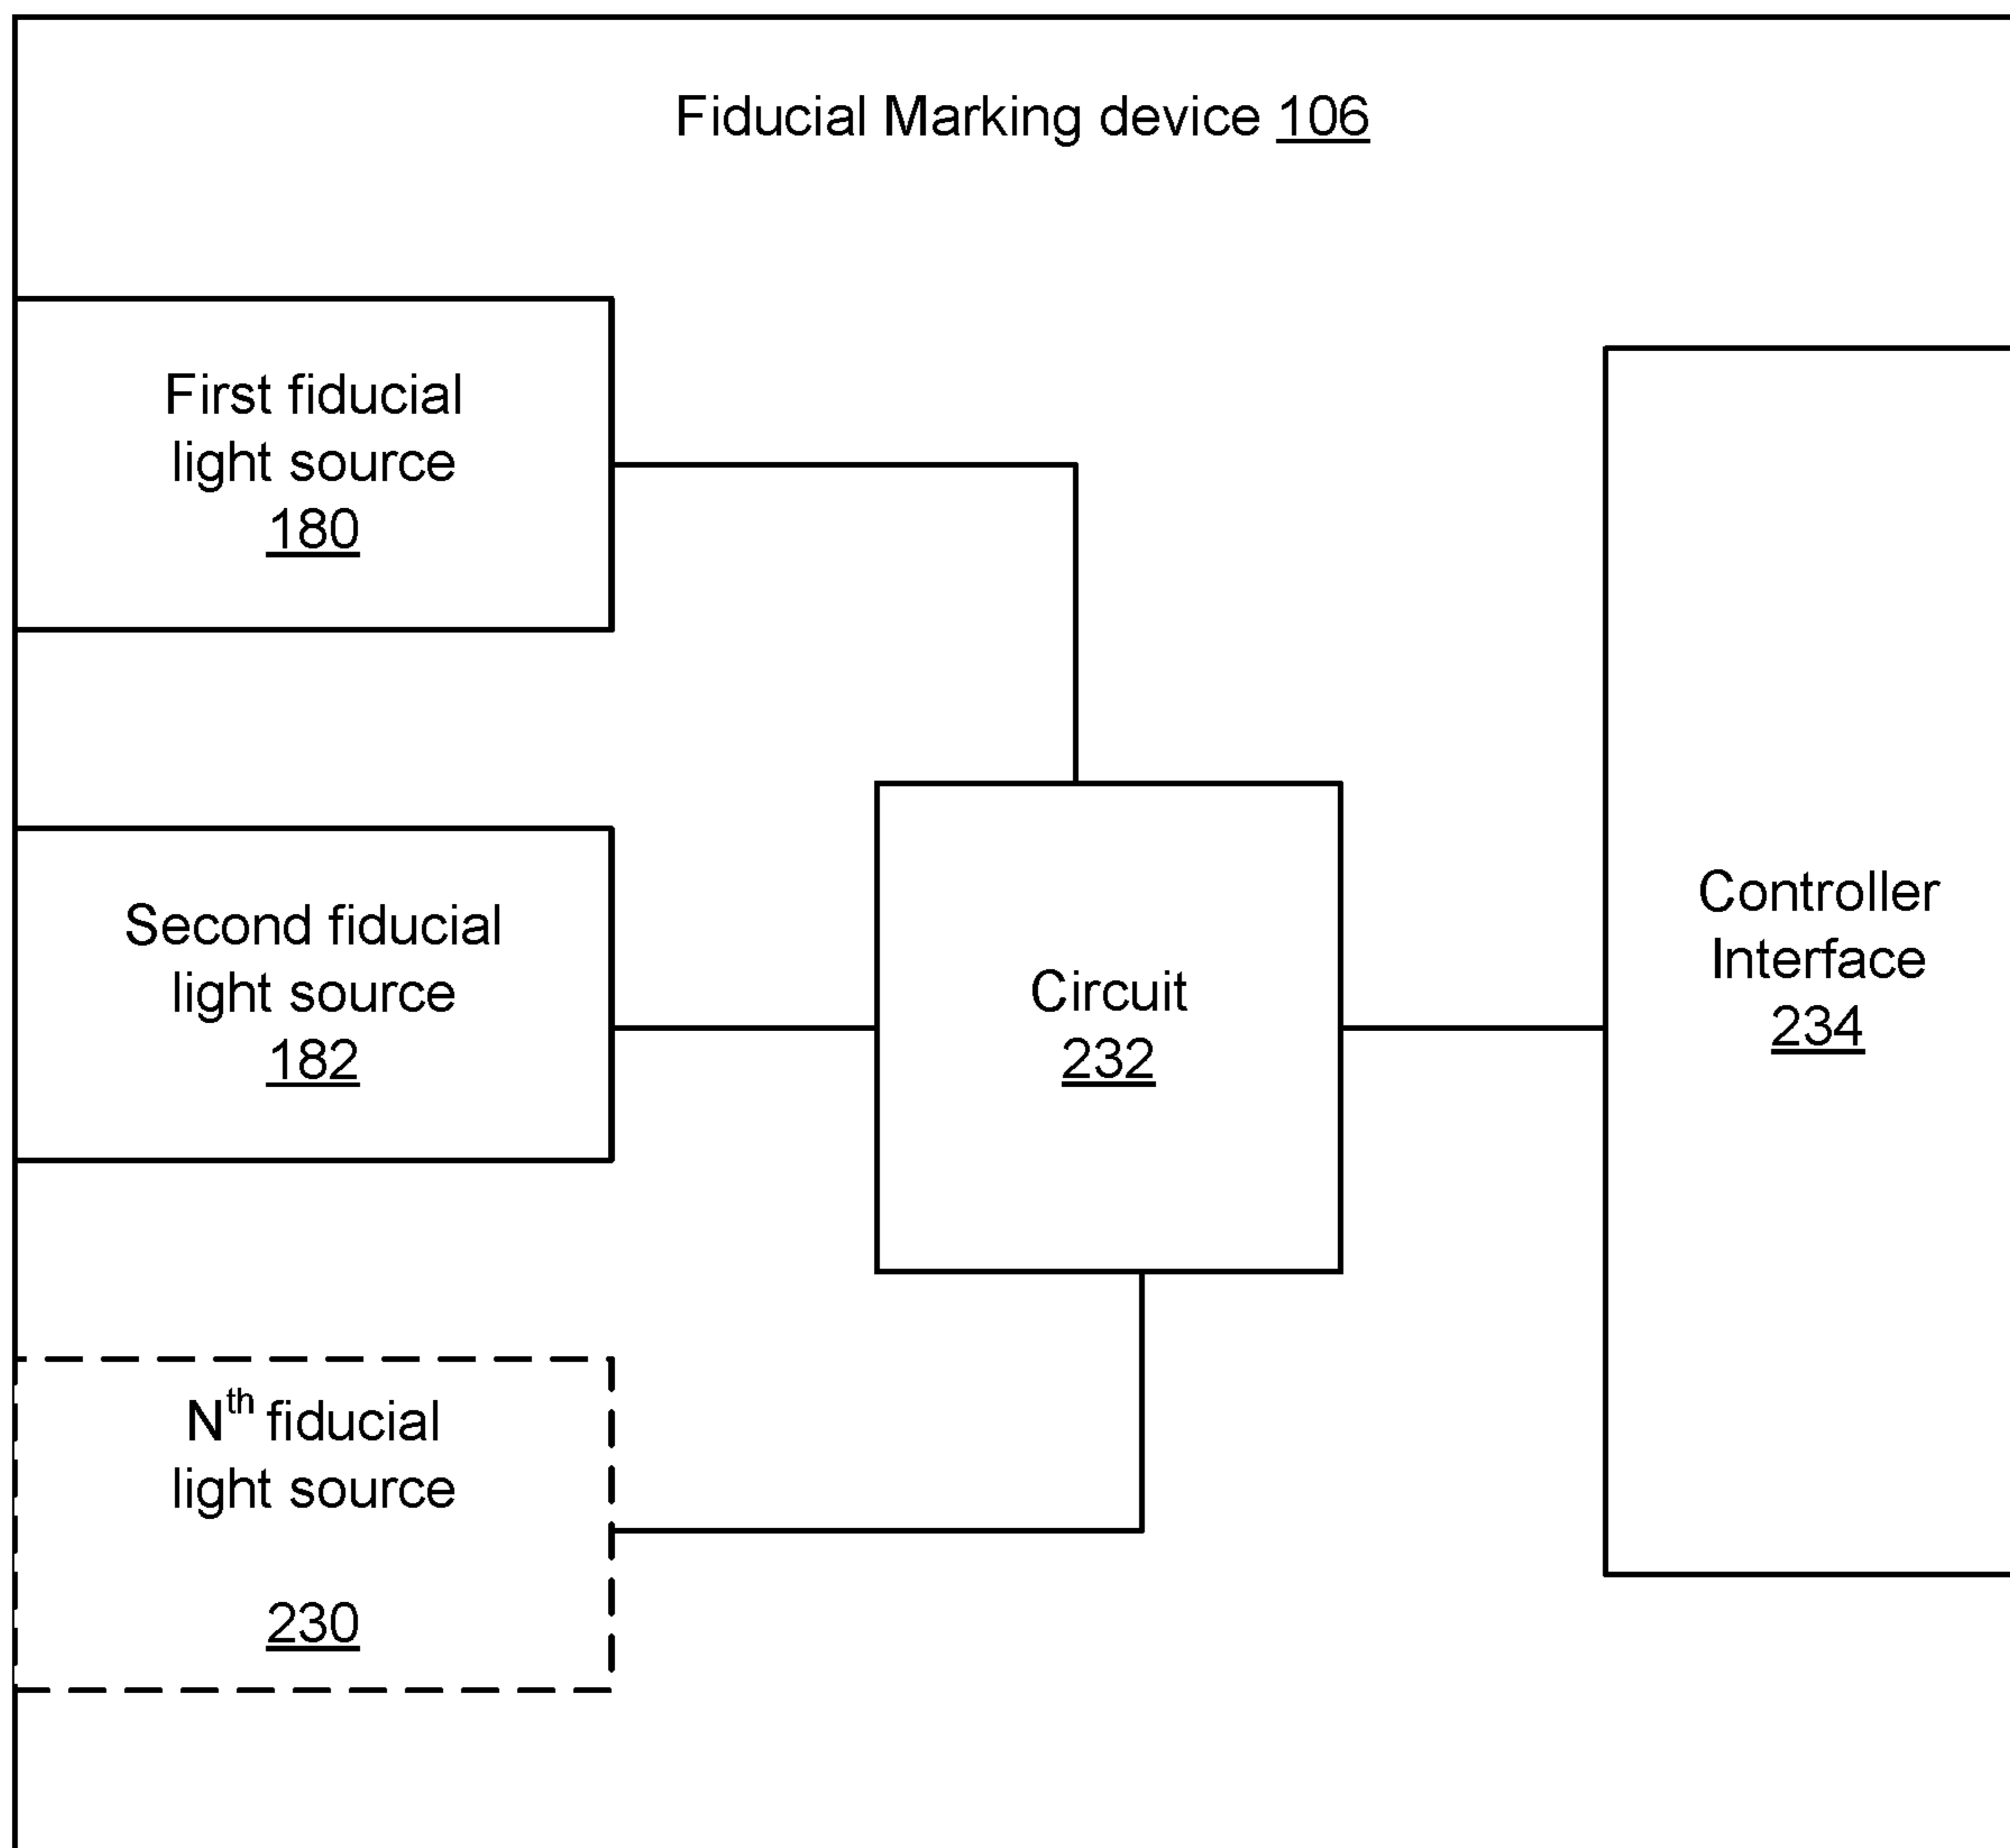 Fiducial Marking device 106
First fiducial
light source
180
Second fiducial
light source
182
Nth fiducial
light source
230
Circuit
232
Controller
Interface
234